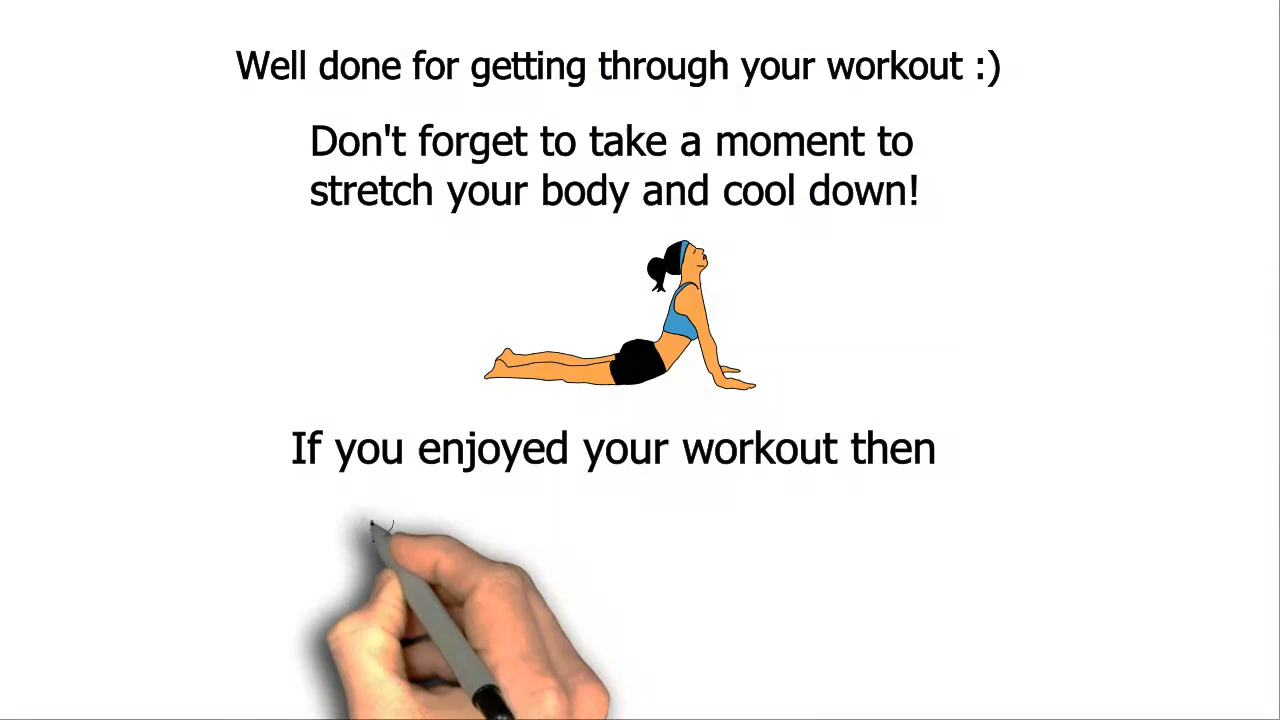 Well done for getting through your workout :)
Don't forget to take a moment to
stretch your body and cool down!
If you enjoyed your workout then